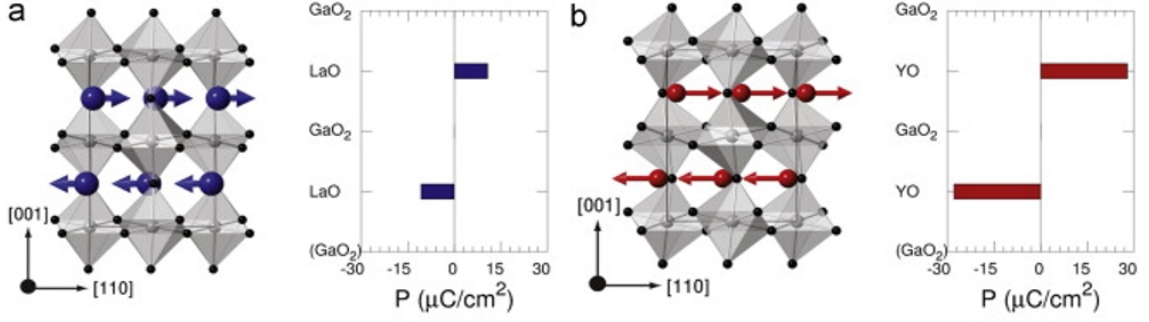 a
GaO2
LaO
GaO2
LaO
(GaO2)
-30 -15 0 15 30
P (μC/cm²)
[001]
[110]
b
GaO2
YO
GaO2
YO
(GaO2)
-30 -15 0 15 30
P (μC/cm²)
[001]
[110]